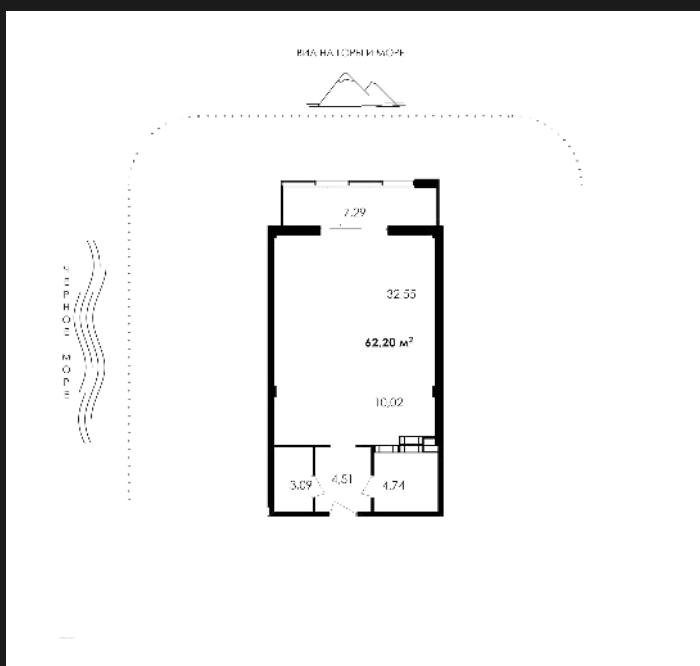 ВИД НА ГОРЫ И МОРЕ
7.29
32.55
62,20 м²
10,02
3.09
4,51
4.74
ЧЕРНОЕ МОРЕ